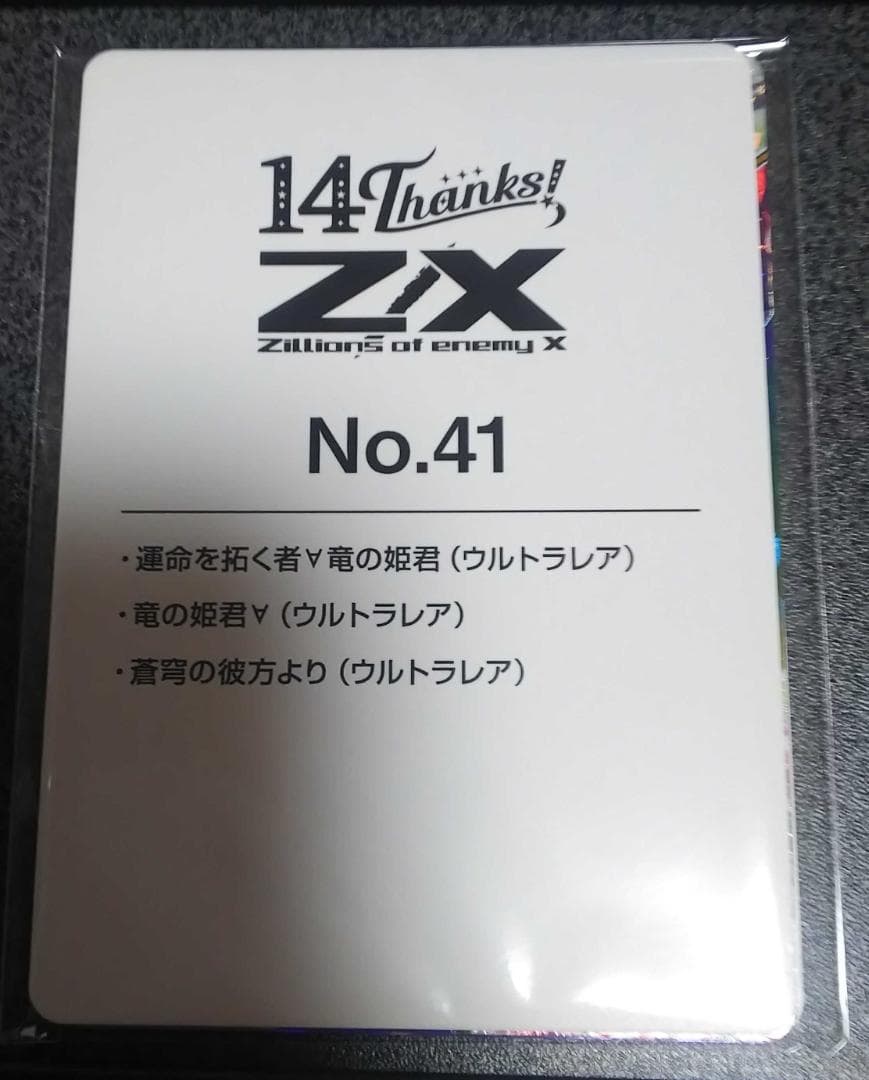 14Thanks!
Z/X
Zillions of enemy X
No.41
・運命を拓く者∀竜の姫君（ウルトラレア）
・竜の姫君∀（ウルトラレア）
・蒼穹の彼方より（ウルトラレア）